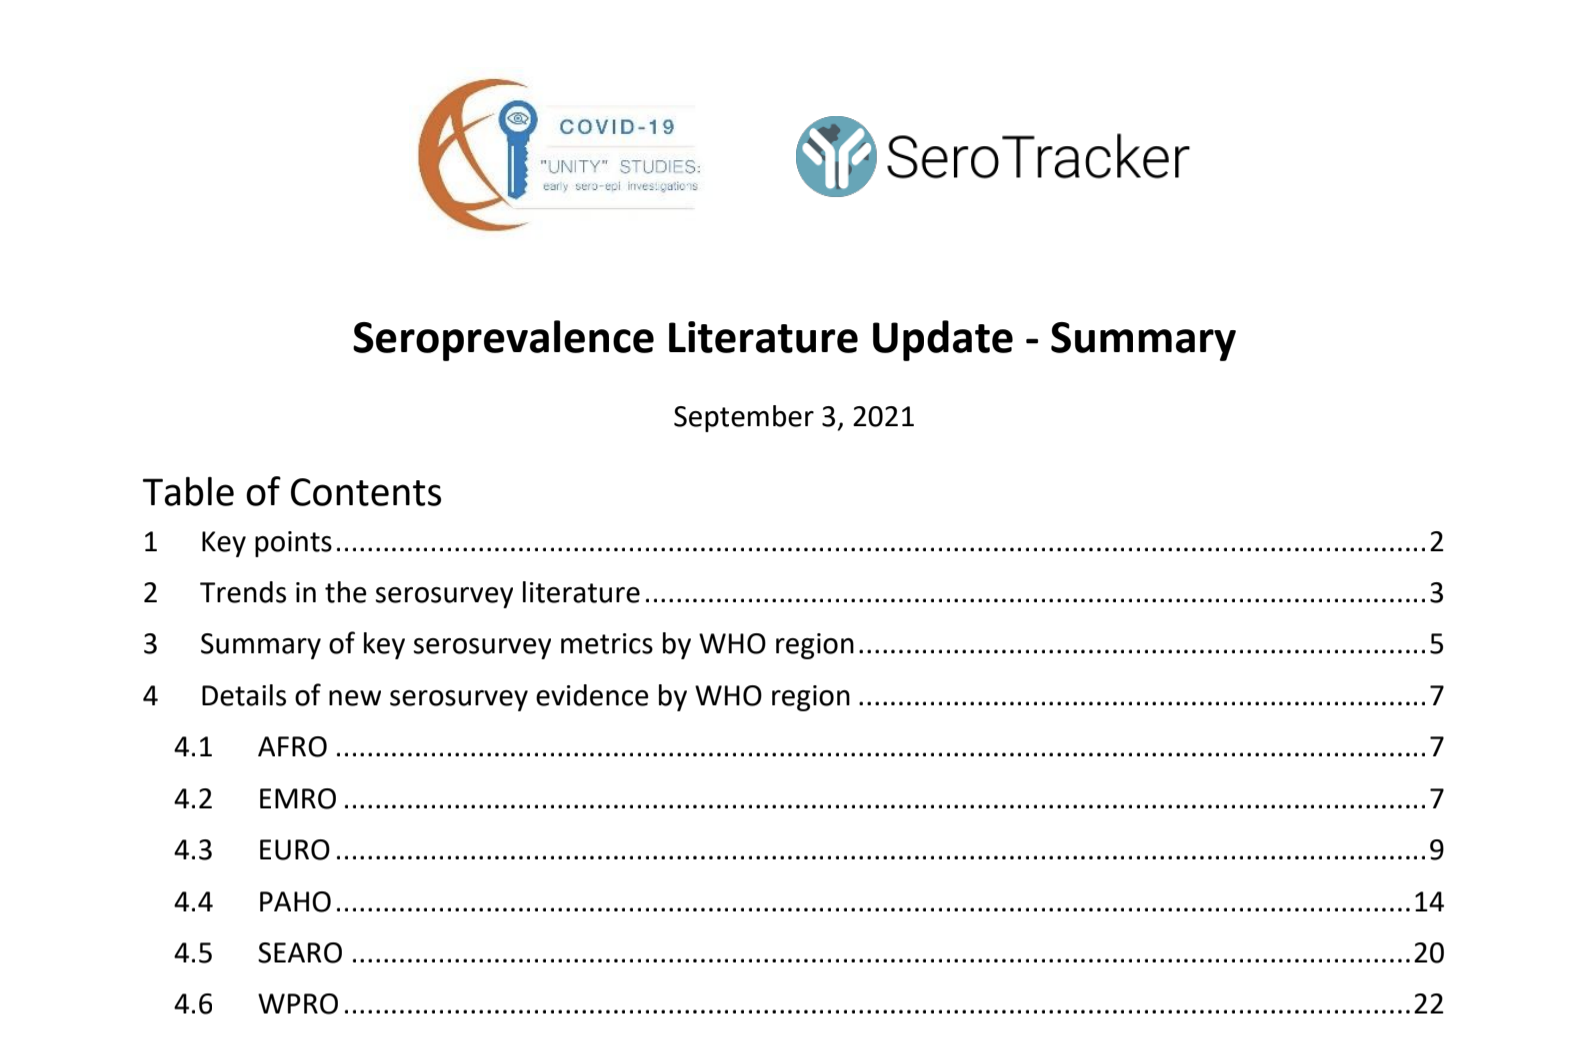 COVID-19
"UNITY" STUDIES:
early sero-epi investigations
SeroTracker
Seroprevalence Literature Update - Summary
September 3, 2021
Table of Contents
1 Key points 2
2 Trends in the serosurvey literature 3
3 Summary of key serosurvey metrics by WHO region 5
4 Details of new serosurvey evidence by WHO region 7
4.1 AFRO 7
4.2 EMRO 7
4.3 EURO 9
4.4 PAHO 14
4.5 SEARO 20
4.6 WPRO 22